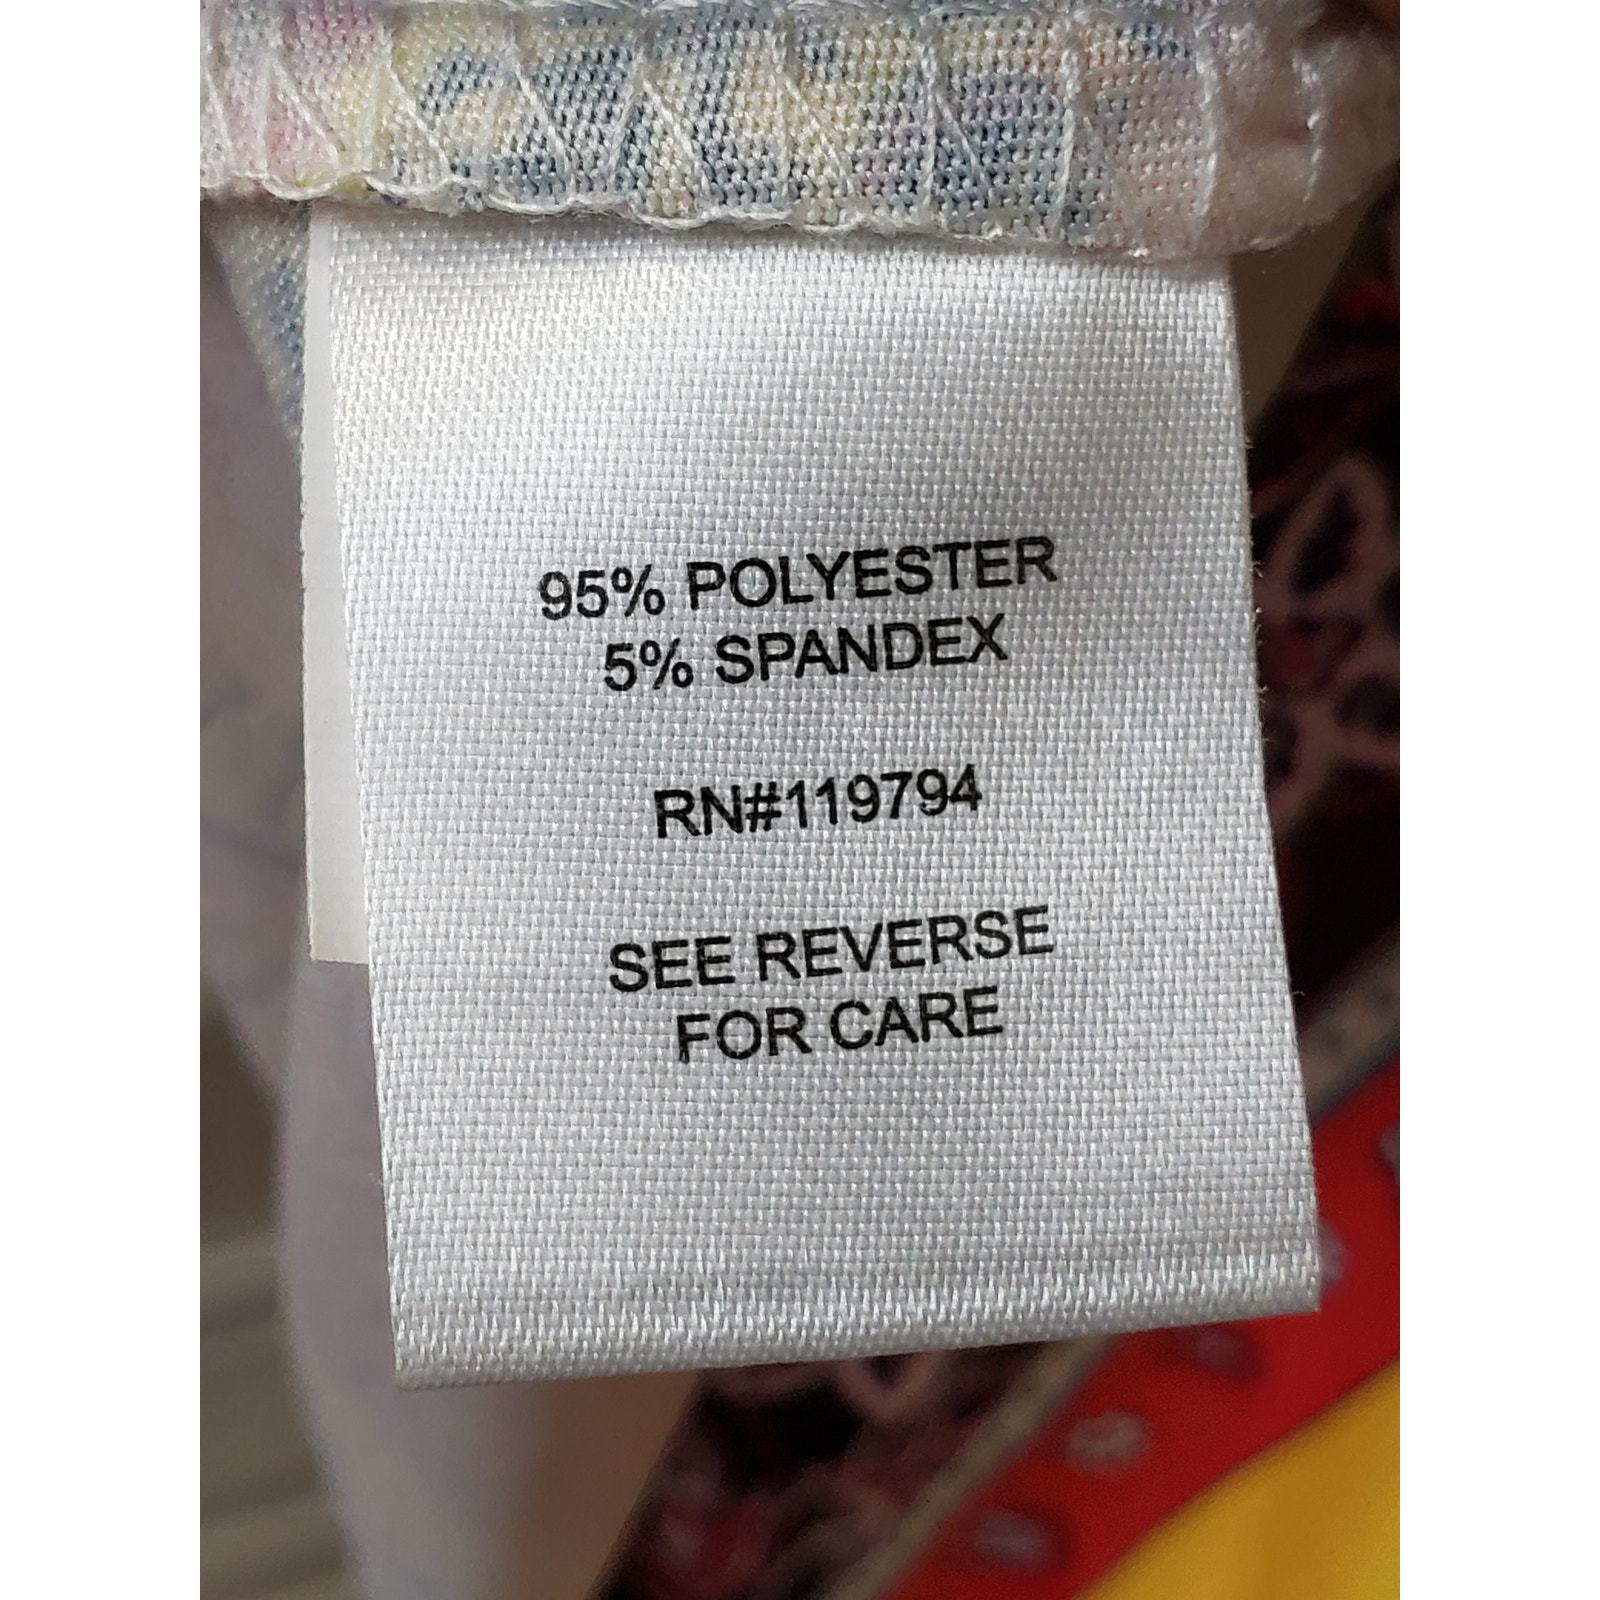 95% POLYESTER
5% SPANDEX
RN#119794
SEE REVERSE
FOR CARE